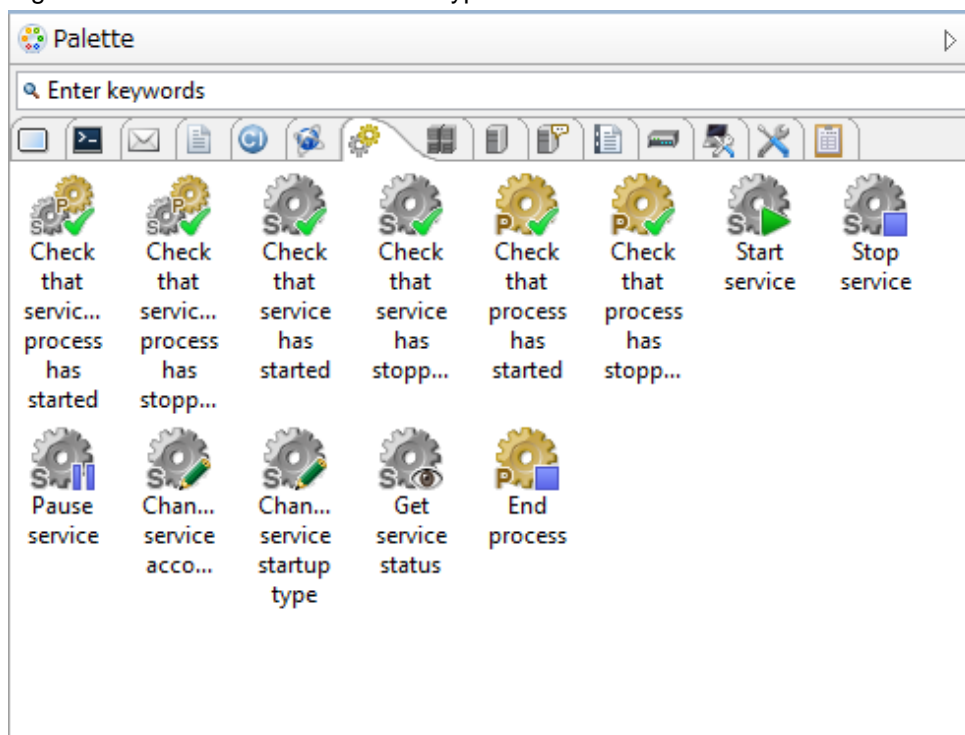 Palette
Enter keywords
CI
Check
that
servic...
process
has
started
Check
that
servic...
process
has
stopp...
Check
that
service
has
started
Check
that
service
has
stopp...
Check
that
process
has
started
Check
that
process
has
stopp...
Start
service
Stop
service
Pause
service
Chan...
service
acco...
Chan...
service
startup
type
Get
service
status
End
process